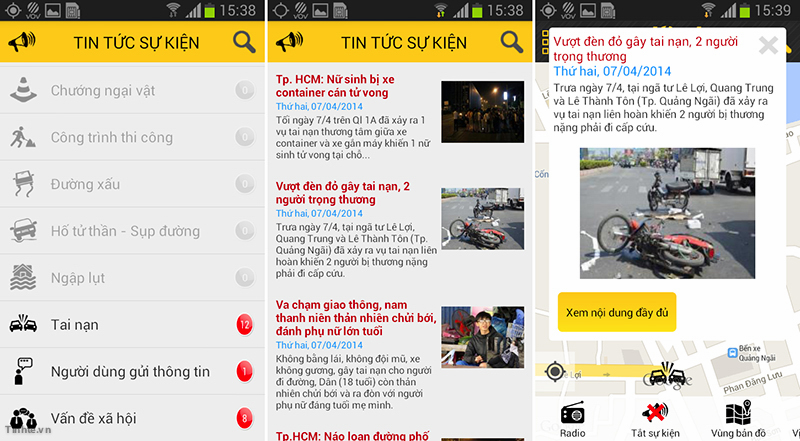 15:38
TIN TỨC SỰ KIỆN
Chướng ngại vật
0
Công trình thi công
0
Đường xấu
0
Hố tử thần - Sụp đường
0
Ngập lụt
0
Tai nạn
12
Người dùng gửi thông tin
1
Vấn đề xã hội
8
Tinhte.vn
15:38
TIN TỨC SỰ KIỆN
Tp. HCM: Nữ sinh bị xe
container cán tử vong
Thứ hai, 07/04/2014
Tối ngày 7/4 trên Ql 1A đã xảy ra 1
vụ tai nạn thương tâm giữa xe
container và xe gắn máy khiến 1 nữ
sinh tử vong tại chỗ...
Vượt đèn đỏ gây tai nạn, 2
người trọng thương
Thứ hai, 07/04/2014
Trưa ngày 7/4, tại ngã tư Lê Lợi,
Quang Trung và Lê Thành Tôn (Tp.
Quảng Ngãi) đã xảy ra vụ tai nạn liên
hoàn khiến 2 người bị thương nặng
phải đi cấp cứu.
Va chạm giao thông, nam
thanh niên thản nhiên chửi bới,
đánh phụ nữ lớn tuổi
Thứ hai, 07/04/2014
Không bằng lái, không đội mũ, xe
không gương, gây tai nạn cho người
đi đường, Dân (18 tuổi) còn thản
nhiên chửi bới và ra đòn với người
phụ nữ đáng tuổi mẹ mình.
Tp.HCM: Náo loạn đường phố
15:39
Vượt đèn đỏ gây tai nạn, 2 người
trọng thương
Thứ hai, 07/04/2014
Trưa ngày 7/4, tại ngã tư Lê Lợi, Quang Trung
và Lê Thành Tôn (Tp. Quảng Ngãi) đã xảy ra
vụ tai nạn liên hoàn khiến 2 người bị thương
nặng phải đi cấp cứu.
Xem nội dung đầy đủ
Bến xe
Quảng Ngãi
Lê Lợi
Google
Phan Đăng Lưu
Radio
Tắt sự kiện
Vùng bản đồ